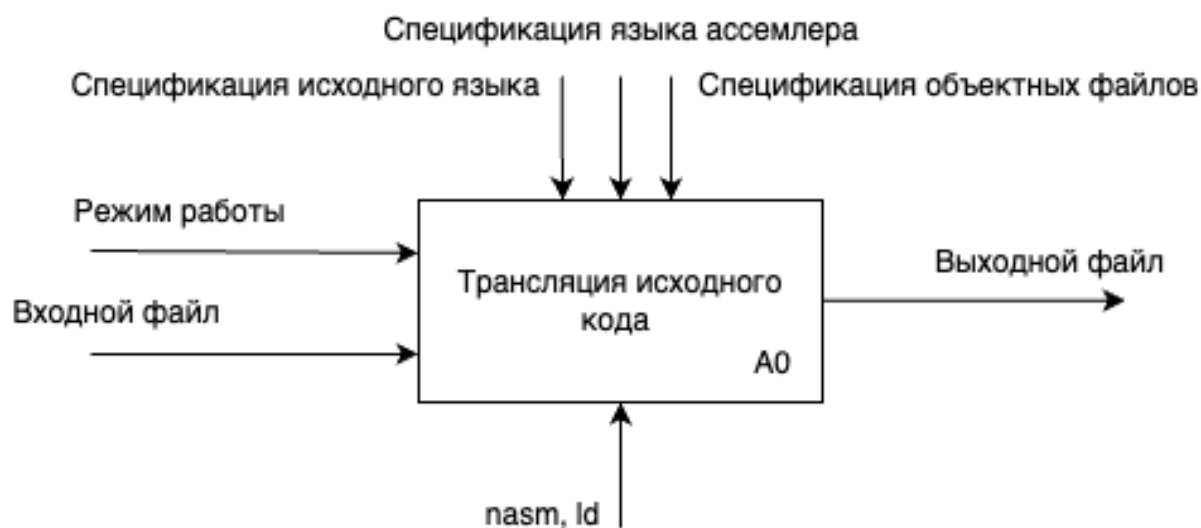 Спецификация языка ассемлера
Спецификация исходного языка
Спецификация объектных файлов
Режим работы
Входной файл
Трансляция исходного
кода
A0
Выходной файл
nasm, ld